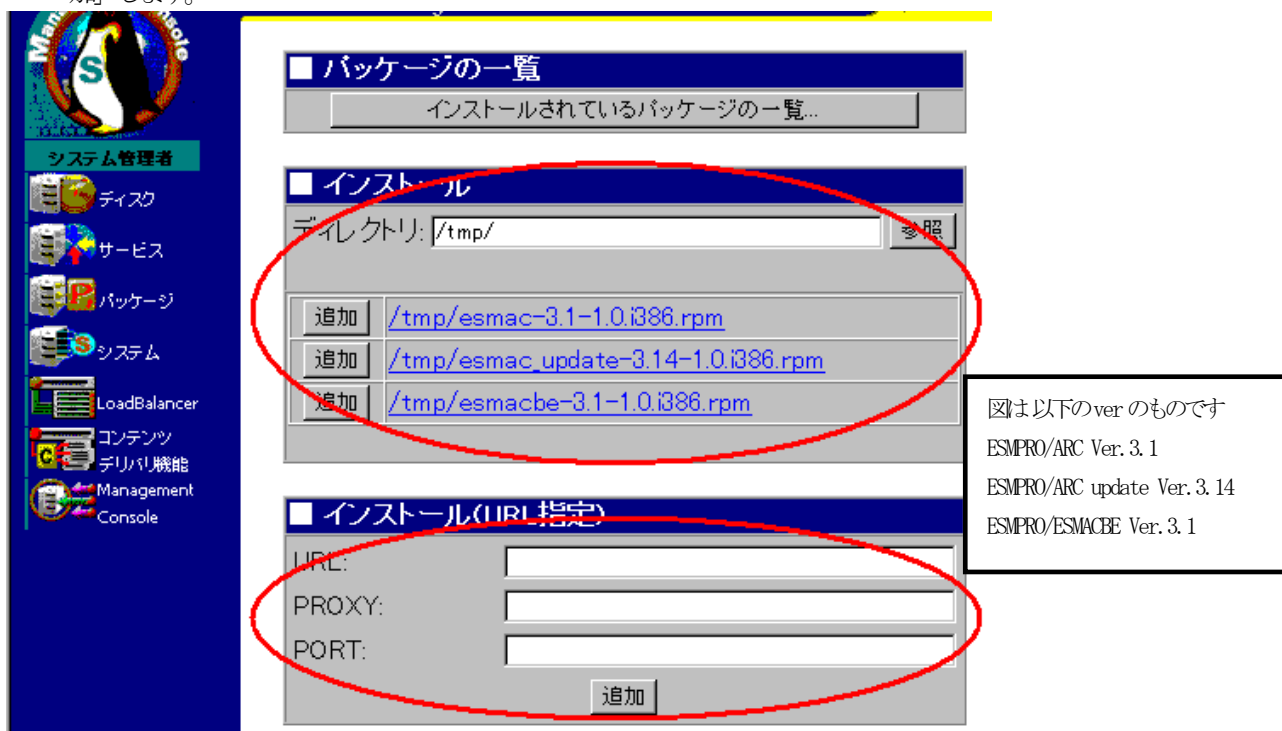 加」します。
Management Console
S
システム管理者
ディスク
サービス
パッケージ
システム
LoadBalancer
コンテンツ
デリバリ機能
Management
Console
■ パッケージの一覧
インストールされているパッケージの一覧...
■ インストール
ディレクトリ: /tmp/ 参照
追加 /tmp/esmac-3.1-1.0.i386.rpm
追加 /tmp/esmac_update-3.14-1.0.i386.rpm
追加 /tmp/esmacbe-3.1-1.0.i386.rpm
■ インストール(URL指定)
URL:
PROXY:
PORT:
追加
図は以下のverのものです
ESMPRO/ARC Ver.3.1
ESMPRO/ARC update Ver.3.14
ESMPRO/ESMACBE Ver.3.1